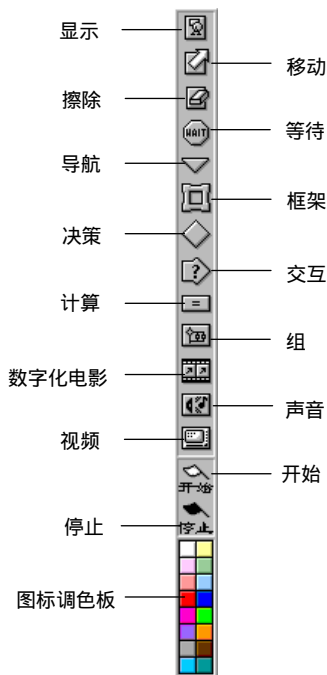 显示
移动
擦除
WAIT
等待
导航
框架
决策
?
交互
计算
=
组
数字化电影
声音
视频
开始
开始
停止
停止
图标调色板